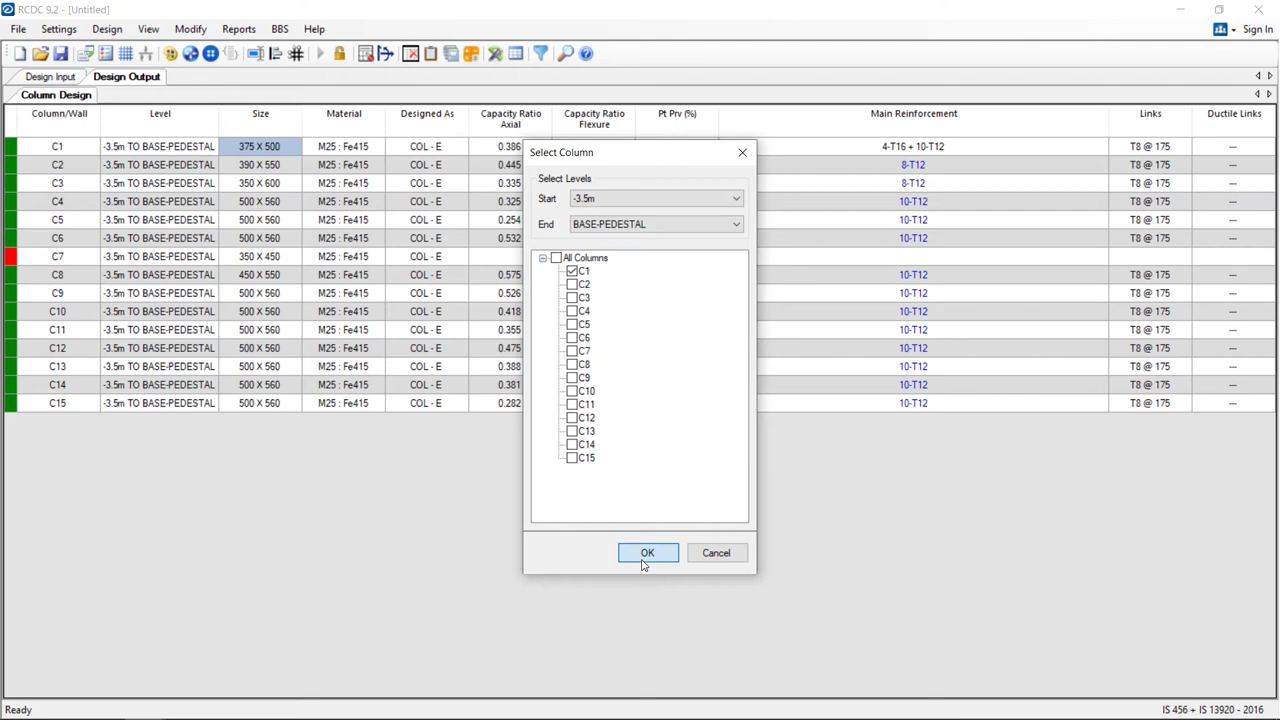 RCDC 9.2 - [Untitled]
File Settings Design View Modify Reports BBS Help Sign In
Design Input Design Output
Column Design
Column/Wall Level Size Material Designed As Capacity Ratio Axial Capacity Ratio Flexure Pt Prv (%) Main Reinforcement Links Ductile Links
C1 -3.5m TO BASE-PEDESTAL 375 X 500 M25 : Fe415 COL - E 0.386 4-T16 + 10-T12 T8 @ 175 ---
C2 -3.5m TO BASE-PEDESTAL 390 X 550 M25 : Fe415 COL - E 0.445 8-T12 T8 @ 175 ---
C3 -3.5m TO BASE-PEDESTAL 350 X 600 M25 : Fe415 COL - E 0.335 8-T12 T8 @ 175 ---
C4 -3.5m TO BASE-PEDESTAL 500 X 560 M25 : Fe415 COL - E 0.325 10-T12 T8 @ 175 ---
C5 -3.5m TO BASE-PEDESTAL 500 X 560 M25 : Fe415 COL - E 0.254 10-T12 T8 @ 175 ---
C6 -3.5m TO BASE-PEDESTAL 500 X 560 M25 : Fe415 COL - E 0.532 10-T12 T8 @ 175 ---
C7 -3.5m TO BASE-PEDESTAL 350 X 450 M25 : Fe415 COL - E
C8 -3.5m TO BASE-PEDESTAL 450 X 550 M25 : Fe415 COL - E 0.575 10-T12 T8 @ 175 ---
C9 -3.5m TO BASE-PEDESTAL 500 X 560 M25 : Fe415 COL - E 0.526 10-T12 T8 @ 175 ---
C10 -3.5m TO BASE-PEDESTAL 500 X 560 M25 : Fe415 COL - E 0.418 10-T12 T8 @ 175 ---
C11 -3.5m TO BASE-PEDESTAL 500 X 560 M25 : Fe415 COL - E 0.355 10-T12 T8 @ 175 ---
C12 -3.5m TO BASE-PEDESTAL 500 X 560 M25 : Fe415 COL - E 0.475 10-T12 T8 @ 175 ---
C13 -3.5m TO BASE-PEDESTAL 500 X 560 M25 : Fe415 COL - E 0.388 10-T12 T8 @ 175 ---
C14 -3.5m TO BASE-PEDESTAL 500 X 560 M25 : Fe415 COL - E 0.381 10-T12 T8 @ 175 ---
C15 -3.5m TO BASE-PEDESTAL 500 X 560 M25 : Fe415 COL - E 0.282 10-T12 T8 @ 175 ---
Select Column
Select Levels
Start -3.5m
End BASE-PEDESTAL
All Columns
C1
C2
C3
C4
C5
C6
C7
C8
C9
C10
C11
C12
C13
C14
C15
OK Cancel
Ready IS 456 + IS 13920 - 2016